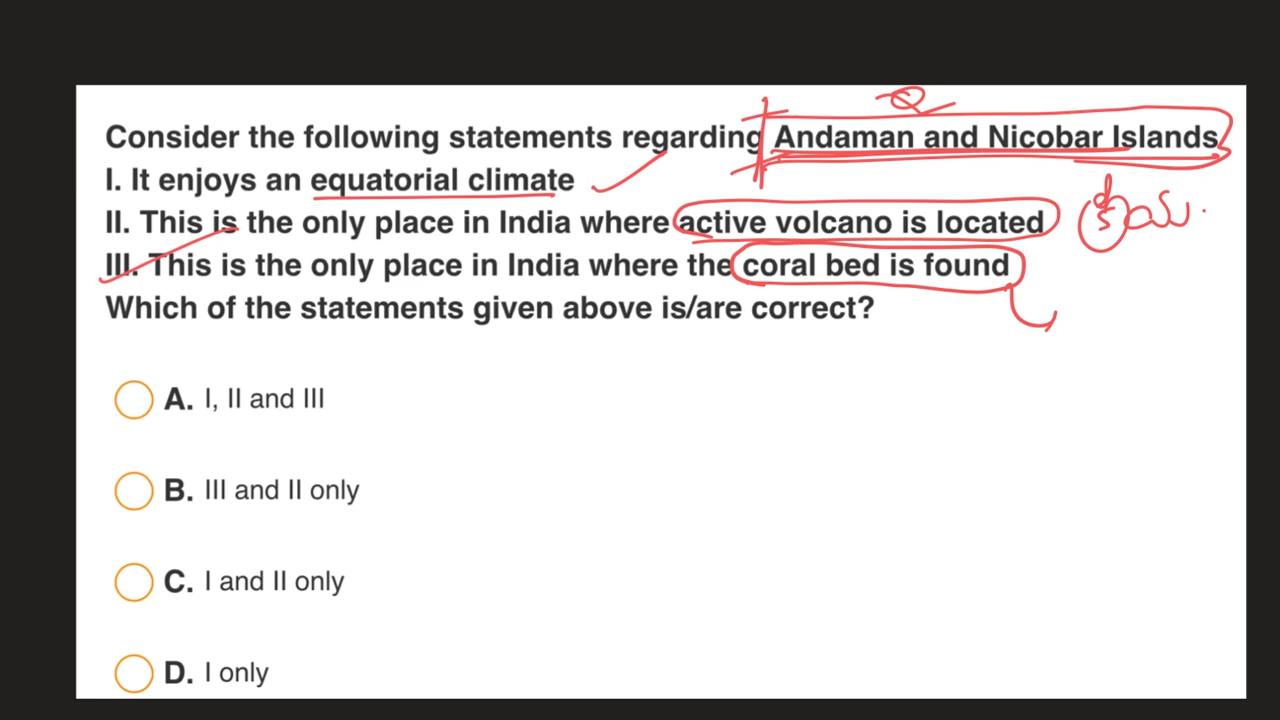 Consider the following statements regarding Andaman and Nicobar Islands
I. It enjoys an equatorial climate
II. This is the only place in India where active volcano is located
III. This is the only place in India where the coral bed is found
Which of the statements given above is/are correct?
A. I, II and III
B. III and II only
C. I and II only
D. I only